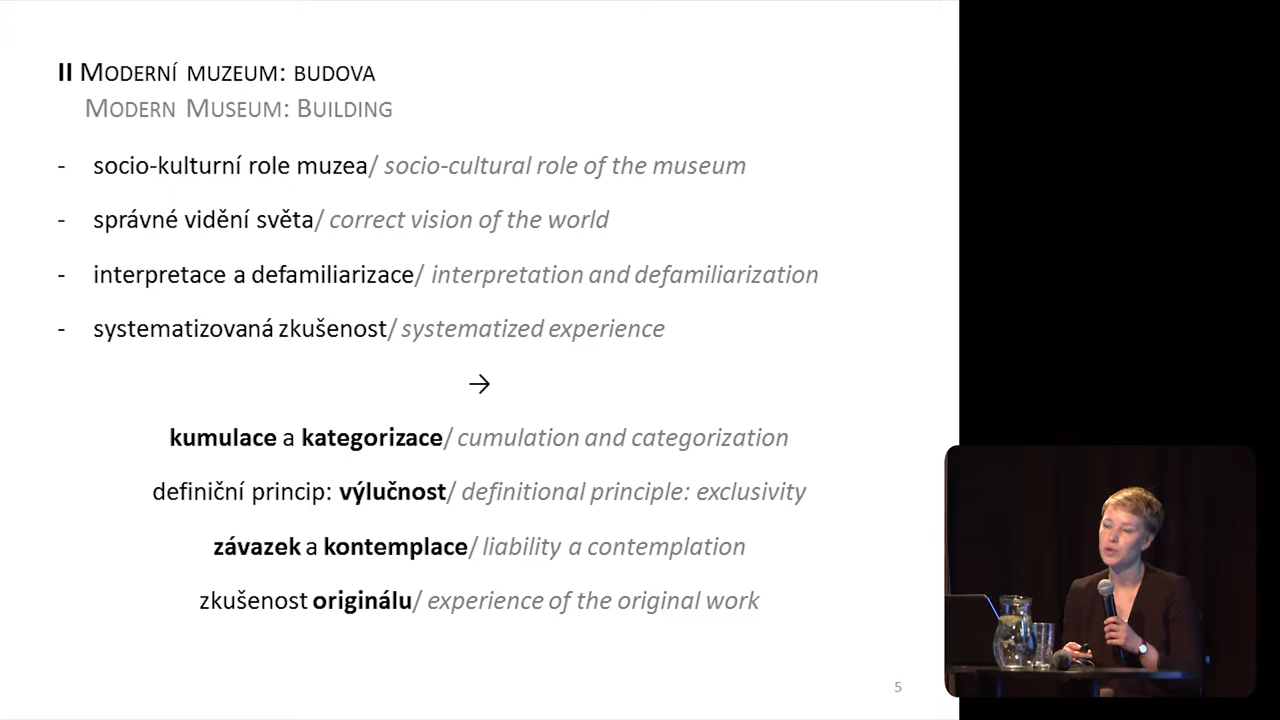 II Moderní muzeum: budova
Modern Museum: Building
- socio-kulturní role muzea/ socio-cultural role of the museum
- správné vidění světa/ correct vision of the world
- interpretace a defamiliarizace/ interpretation and defamiliarization
- systematizovaná zkušenost/ systematized experience
→
kumulace a kategorizace/ cumulation and categorization
definiční princip: výlučnost/ definitional principle: exclusivity
závazek a kontemplace/ liability a contemplation
zkušenost originálu/ experience of the original work
5